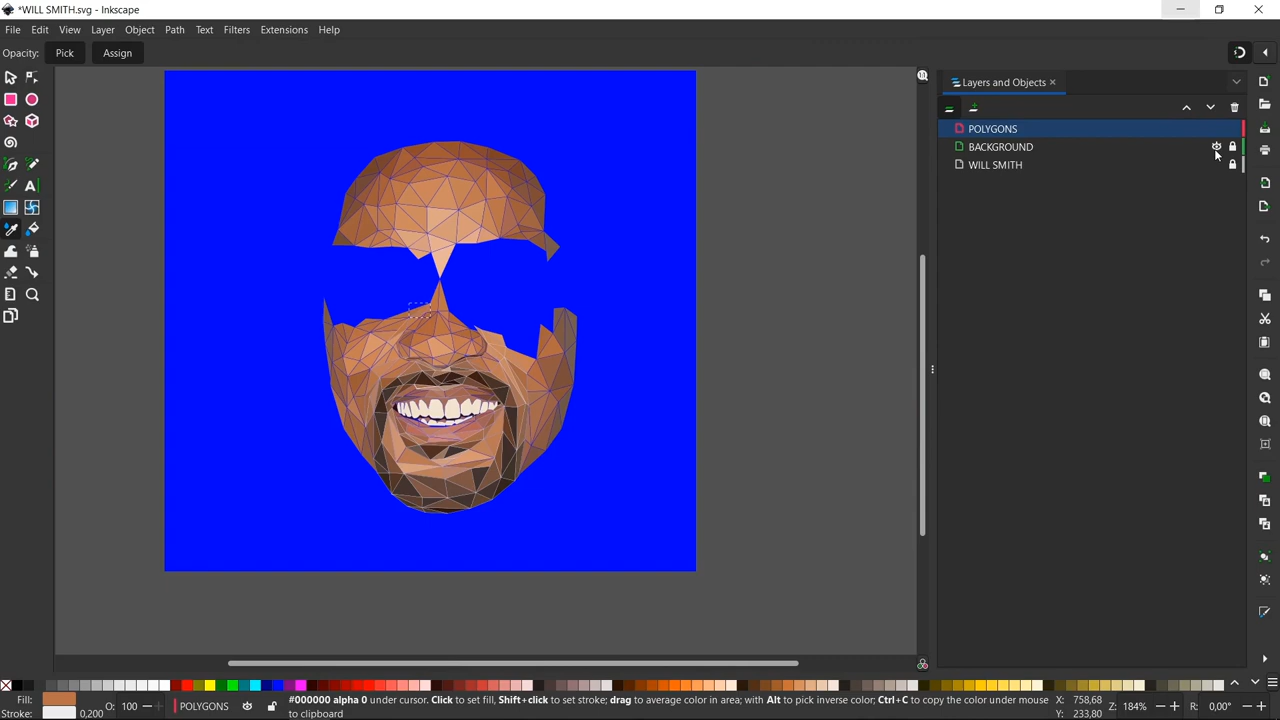 *WILL SMITH.svg - Inkscape
File Edit View Layer Object Path Text Filters Extensions Help
Opacity: Pick Assign
Layers and Objects
POLYGONS
BACKGROUND
WILL SMITH
Fill:
Stroke: 0,200
O: 100
POLYGONS
#000000 alpha 0 under cursor. Click to set fill, Shift+click to set stroke; drag to average color in area; with Alt to pick inverse color; Ctrl+C to copy the color under mouse
to clipboard
X: 758,68
Y: 233,80
Z: 184%
R: 0,00°